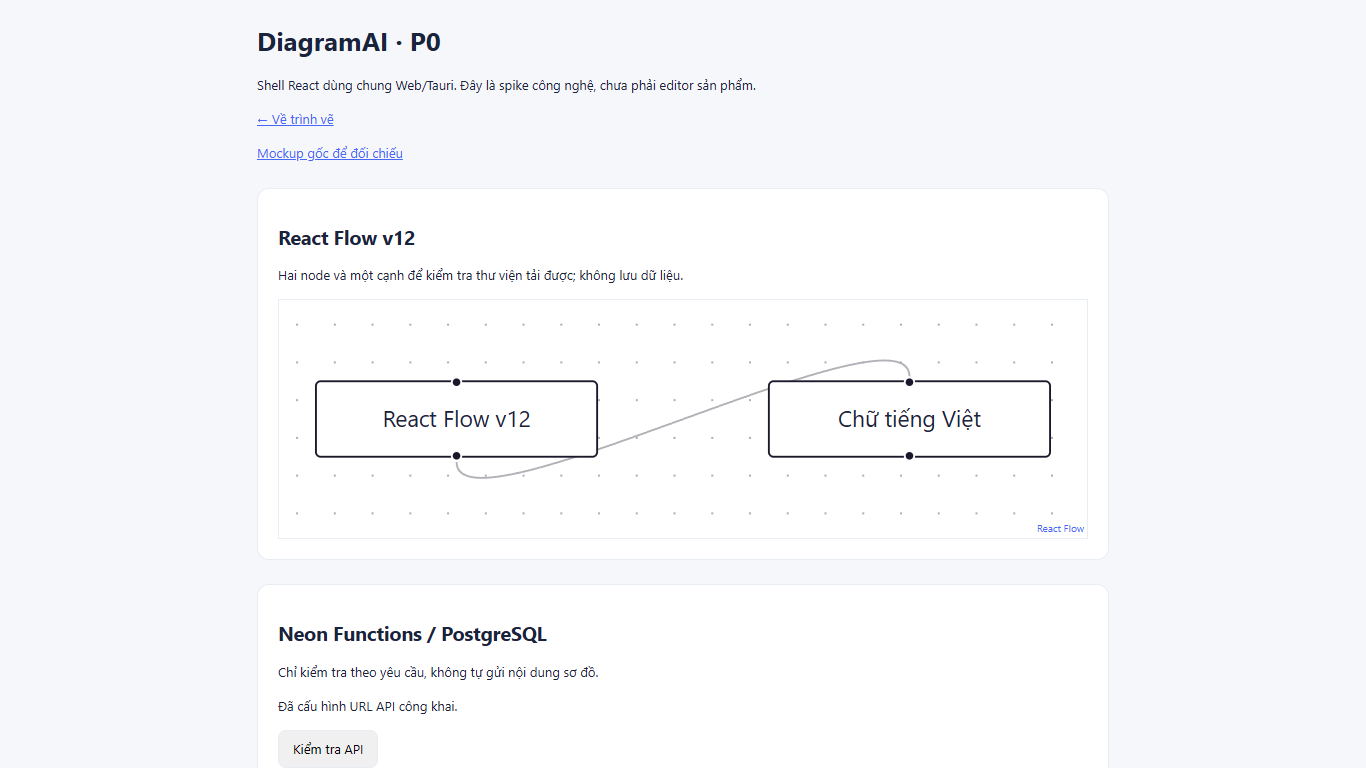 DiagramAI · P0
Shell React dùng chung Web/Tauri. Đây là spike công nghệ, chưa phải editor sản phẩm.
← Về trình vẽ
Mockup gốc để đối chiếu
React Flow v12
Hai node và một cạnh để kiểm tra thư viện tải được; không lưu dữ liệu.
React Flow v12
Chữ tiếng Việt
React Flow
Neon Functions / PostgreSQL
Chỉ kiểm tra theo yêu cầu, không tự gửi nội dung sơ đồ.
Đã cấu hình URL API công khai.
Kiểm tra API